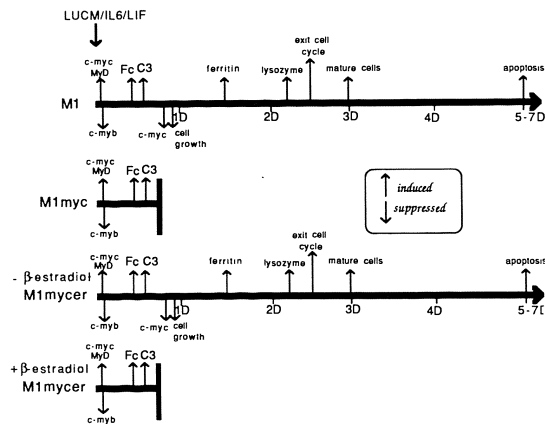 LUCM/IL6/LIF
c-myc
MyD
Fc C3
ferritin
lysozyme
exit cell
cycle
mature cells
apoptosis
M1
c-myb
c-myc
cell
growth
1D
2D
3D
4D
5-7D
c-myc
MyD
Fc C3
M1myc
c-myb
induced
suppressed
- β-estradiol
M1mycer
c-myc
MyD
Fc C3
ferritin
lysozyme
exit cell
cycle
mature cells
apoptosis
c-myb
c-myc
cell
growth
1D
2D
3D
4D
5-7D
+β-estradiol
M1mycer
c-myc
MyD
Fc C3
c-myb